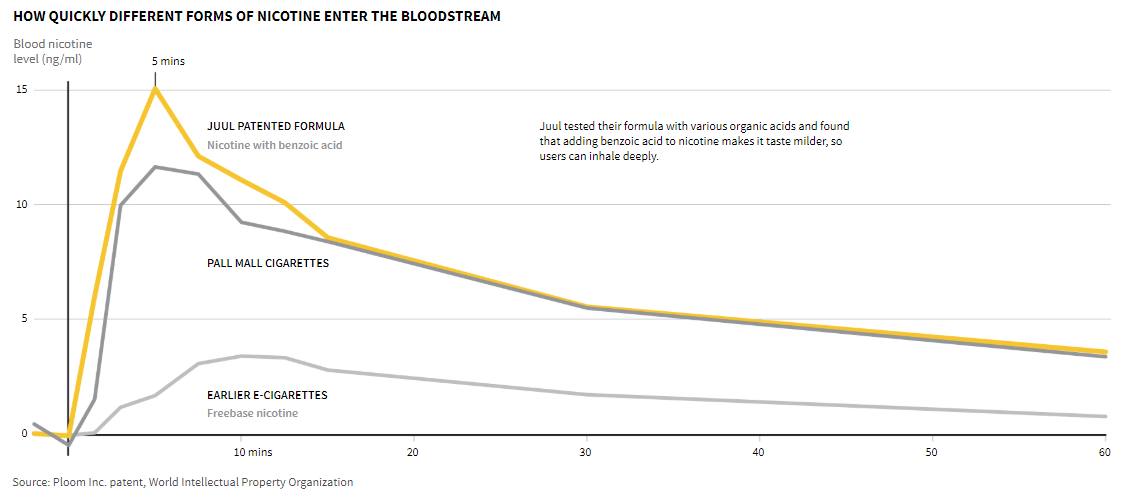 HOW QUICKLY DIFFERENT FORMS OF NICOTINE ENTER THE BLOODSTREAM
Blood nicotine
level (ng/ml)
5 mins
15
JUUL PATENTED FORMULA
Nicotine with benzoic acid
Juul tested their formula with various organic acids and found
that adding benzoic acid to nicotine makes it taste milder, so
users can inhale deeply.
10
PALL MALL CIGARETTES
5
EARLIER E-CIGARETTES
Freebase nicotine
0
10 mins
20
30
40
50
60
Source: Ploom Inc. patent, World Intellectual Property Organization